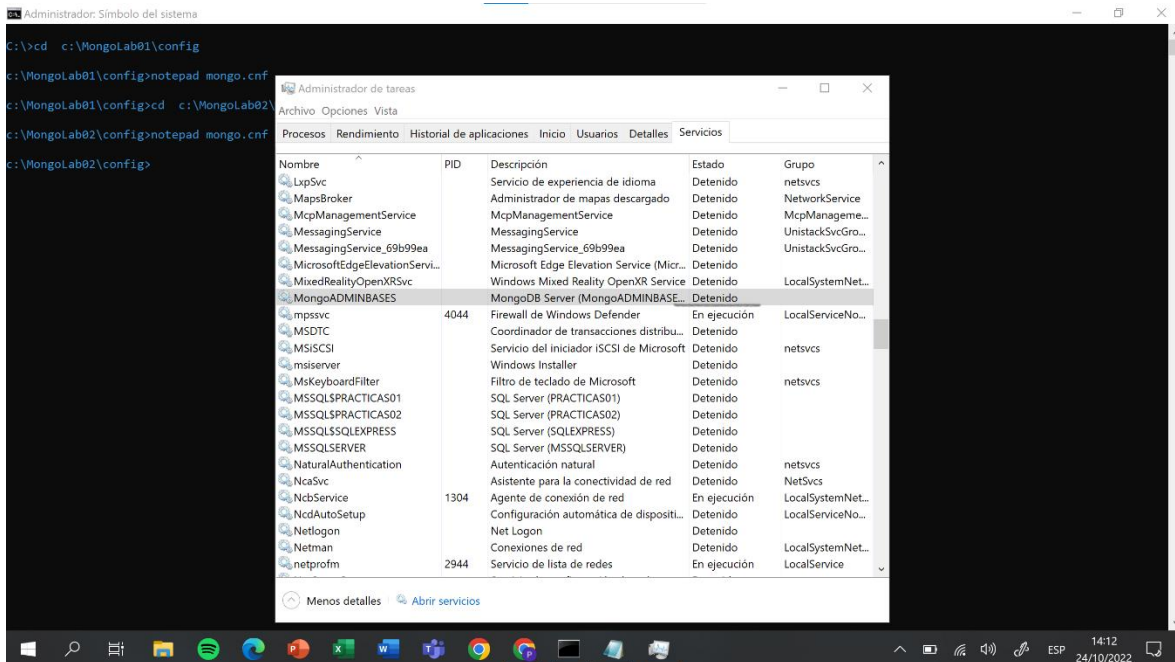 Administrador: Símbolo del sistema
C:\>cd c:\MongoLab01\config
c:\MongoLab01\config>notepad mongo.cnf
c:\MongoLab01\config>cd c:\MongoLab02\
c:\MongoLab02\config>notepad mongo.cnf
c:\MongoLab02\config>
Administrador de tareas
Archivo Opciones Vista
Procesos Rendimiento Historial de aplicaciones Inicio Usuarios Detalles Servicios
Nombre PID Descripción Estado Grupo
LxpSvc Servicio de experiencia de idioma Detenido netsvcs
MapsBroker Administrador de mapas descargado Detenido NetworkService
McpManagementService McpManagementService Detenido McpManageme...
MessagingService MessagingService Detenido UnistackSvcGro...
MessagingService_69b99ea MessagingService_69b99ea Detenido UnistackSvcGro...
MicrosoftEdgeElevationServi... Microsoft Edge Elevation Service (Micr... Detenido
MixedRealityOpenXRSvc Windows Mixed Reality OpenXR Service Detenido LocalSystemNet...
MongoADMINBASES MongoDB Server (MongoADMINBASE... Detenido
mpssvc 4044 Firewall de Windows Defender En ejecución LocalServiceNo...
MSDTC Coordinador de transacciones distribu... Detenido
MSiSCSI Servicio del iniciador iSCSI de Microsoft Detenido netsvcs
msiserver Windows Installer Detenido
MsKeyboardFilter Filtro de teclado de Microsoft Detenido netsvcs
MSSQL$PRACTICAS01 SQL Server (PRACTICAS01) Detenido
MSSQL$PRACTICAS02 SQL Server (PRACTICAS02) Detenido
MSSQL$SQLEXPRESS SQL Server (SQLEXPRESS) Detenido
MSSQLSERVER SQL Server (MSSQLSERVER) Detenido
NaturalAuthentication Autenticación natural Detenido netsvcs
NcaSvc Asistente para la conectividad de red Detenido NetSvcs
NcbService 1304 Agente de conexión de red En ejecución LocalSystemNet...
NcdAutoSetup Configuración automática de dispositi... Detenido LocalServiceNo...
Netlogon Net Logon Detenido
Netman Conexiones de red Detenido LocalSystemNet...
netprofm 2944 Servicio de lista de redes En ejecución LocalService
Menos detalles Abrir servicios
ESP
14:12
24/10/2022